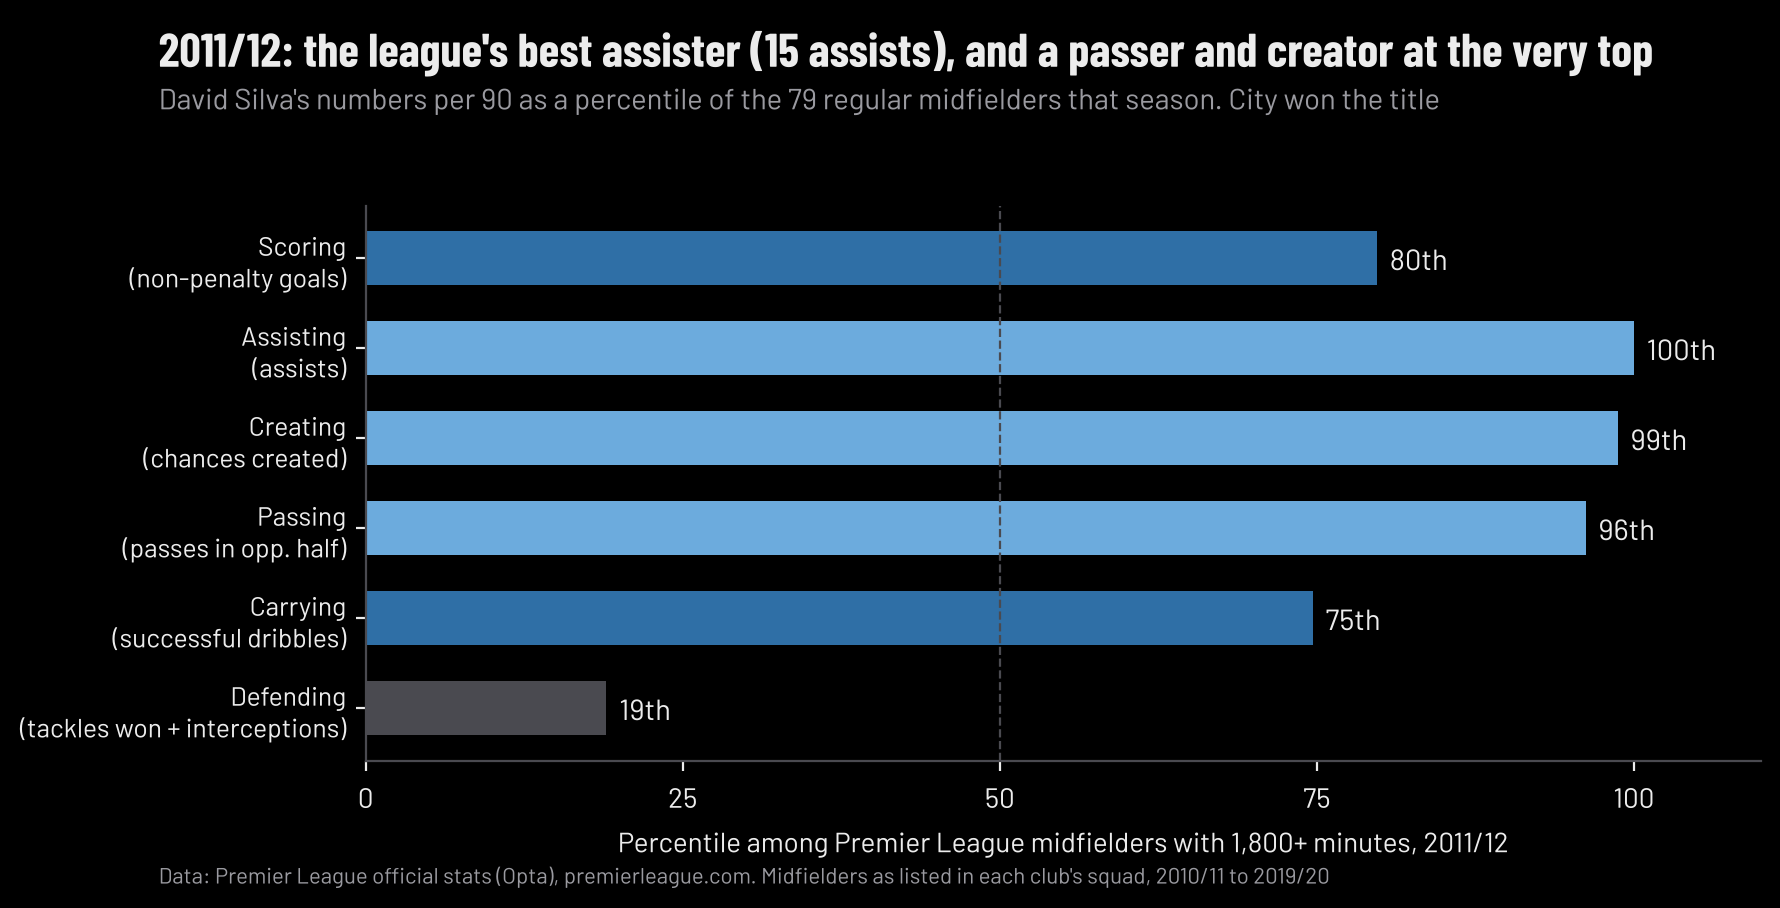 2011/12: the league's best assister (15 assists), and a passer and creator at the very top
David Silva's numbers per 90 as a percentile of the 79 regular midfielders that season. City won the title
Scoring
(non-penalty goals)
80th
Assisting
(assists)
100th
Creating
(chances created)
99th
Passing
(passes in opp. half)
96th
Carrying
(successful dribbles)
75th
Defending
(tackles won + interceptions)
19th
0 25 50 75 100
Percentile among Premier League midfielders with 1,800+ minutes, 2011/12
Data: Premier League official stats (Opta), premierleague.com. Midfielders as listed in each club's squad, 2010/11 to 2019/20